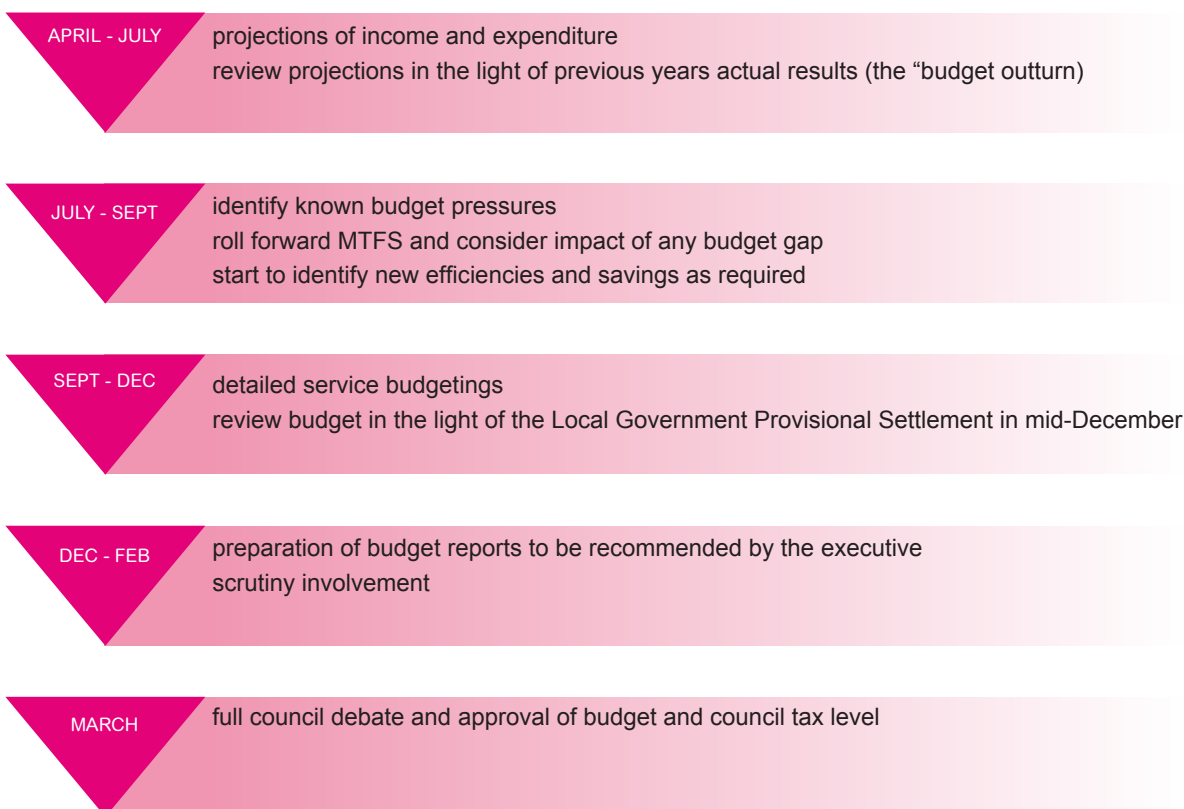 APRIL - JULY
projections of income and expenditure
review projections in the light of previous years actual results (the “budget outturn)
JULY - SEPT
identify known budget pressures
roll forward MTFS and consider impact of any budget gap
start to identify new efficiencies and savings as required
SEPT - DEC
detailed service budgetings
review budget in the light of the Local Government Provisional Settlement in mid-December
DEC - FEB
preparation of budget reports to be recommended by the executive
scrutiny involvement
MARCH
full council debate and approval of budget and council tax level